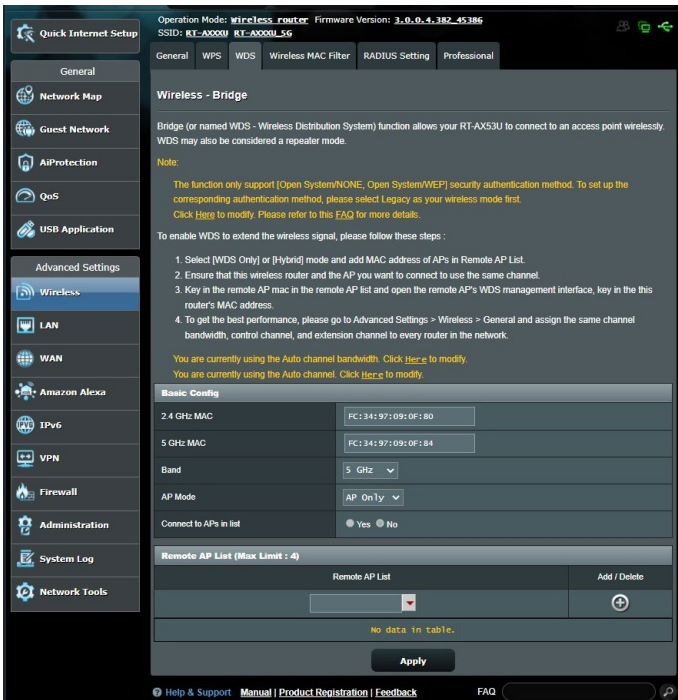 Quick Internet Setup
General
Network Map
Guest Network
AiProtection
QoS
USB Application
Advanced Settings
Wireless
LAN
WAN
Amazon Alexa
IPv6
VPN
Firewall
Administration
System Log
Network Tools
Operation Mode: Wireless router Firmware Version: 3.0.0.4.382_45386
SSID: RT-AXXXU RT-AXXXU_5G
General WPS WDS Wireless MAC Filter RADIUS Setting Professional
Wireless - Bridge
Bridge (or named WDS - Wireless Distribution System) function allows your RT-AX53U to connect to an access point wirelessly.
WDS may also be considered a repeater mode.
Note:
The function only support [Open System/NONE, Open System/WEP] security authentication method. To set up the
corresponding authentication method, please select Legacy as your wireless mode first.
Click Here to modify. Please refer to this FAQ for more details.
To enable WDS to extend the wireless signal, please follow these steps :
1. Select [WDS Only] or [Hybrid] mode and add MAC address of APs in Remote AP List.
2. Ensure that this wireless router and the AP you want to connect to use the same channel.
3. Key in the remote AP mac in the remote AP list and open the remote AP's WDS management interface, key in the this
router's MAC address.
4. To get the best performance, please go to Advanced Settings > Wireless > General and assign the same channel
bandwidth, control channel, and extension channel to every router in the network.
You are currently using the Auto channel bandwidth. Click Here to modify.
You are currently using the Auto channel. Click Here to modify.
Basic Config
2.4 GHz MAC FC:34:97:09:0F:80
5 GHz MAC FC:34:97:09:0F:84
Band 5 GHz
AP Mode AP Only
Connect to APs in list Yes No
Remote AP List (Max Limit : 4)
Remote AP List Add / Delete
No data in table.
Apply
Help & Support Manual | Product Registration | Feedback FAQ